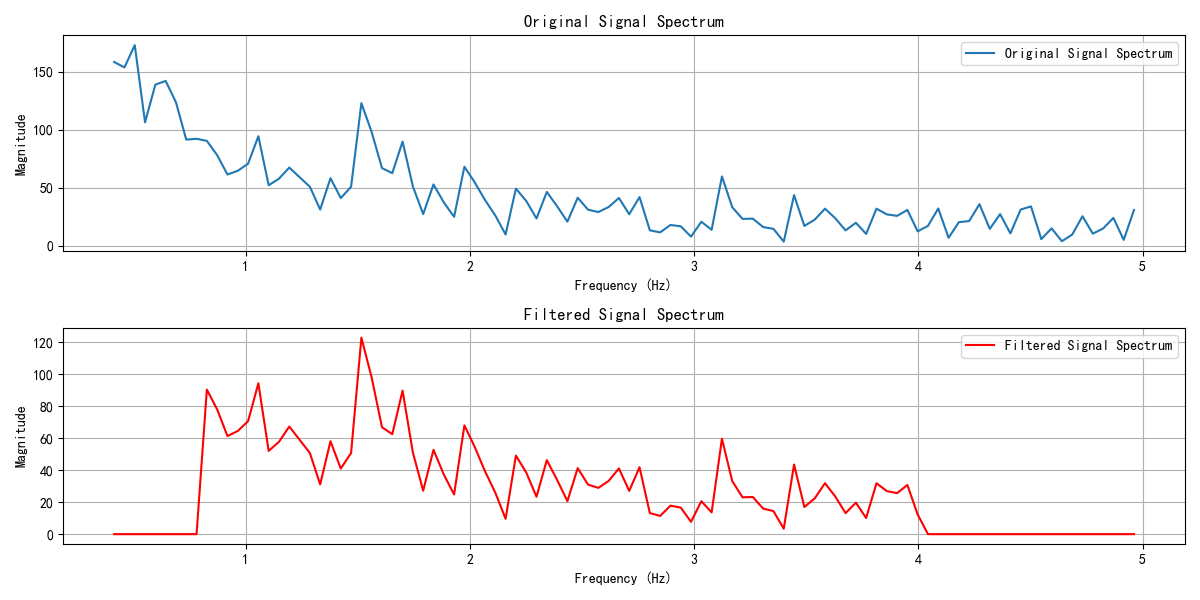 Original Signal Spectrum
Original Signal Spectrum
Magnitude
150
100
50
0
1 2 3 4 5
Frequency (Hz)
Filtered Signal Spectrum
Filtered Signal Spectrum
Magnitude
120
100
80
60
40
20
0
1 2 3 4 5
Frequency (Hz)